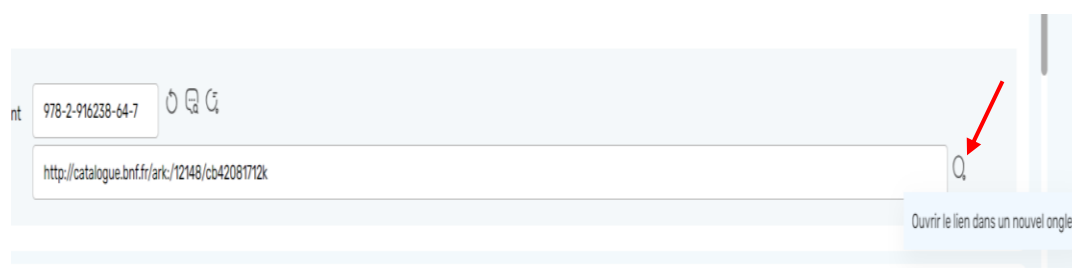 nt 978-2-916238-64-7
http://catalogue.bnf.fr/ark:/12148/cb42081712k
Ouvrir le lien dans un nouvel ongle